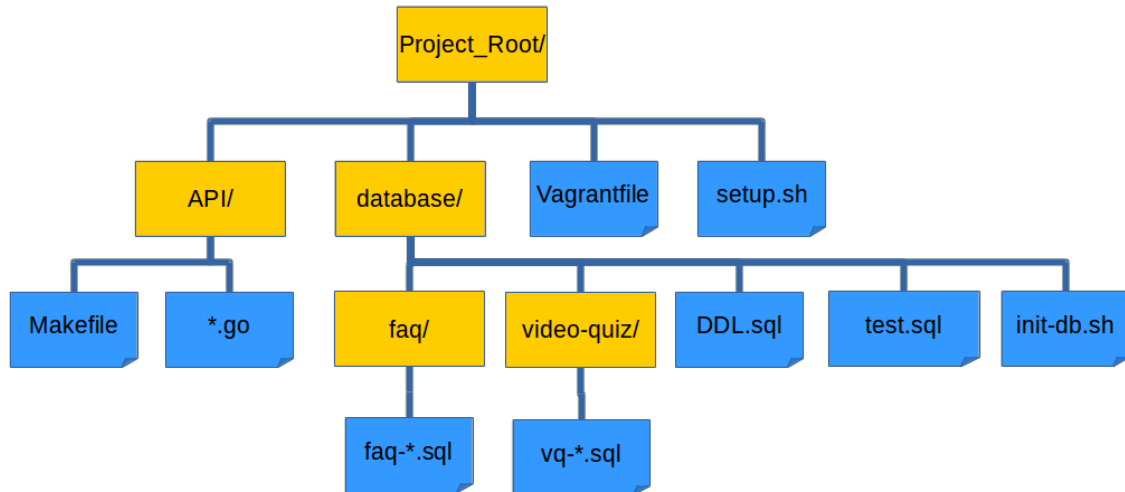 Project_Root/
API/
database/
Vagrantfile
setup.sh
Makefile
*.go
faq/
video-quiz/
DDL.sql
test.sql
init-db.sh
faq-*.sql
vq-*.sql